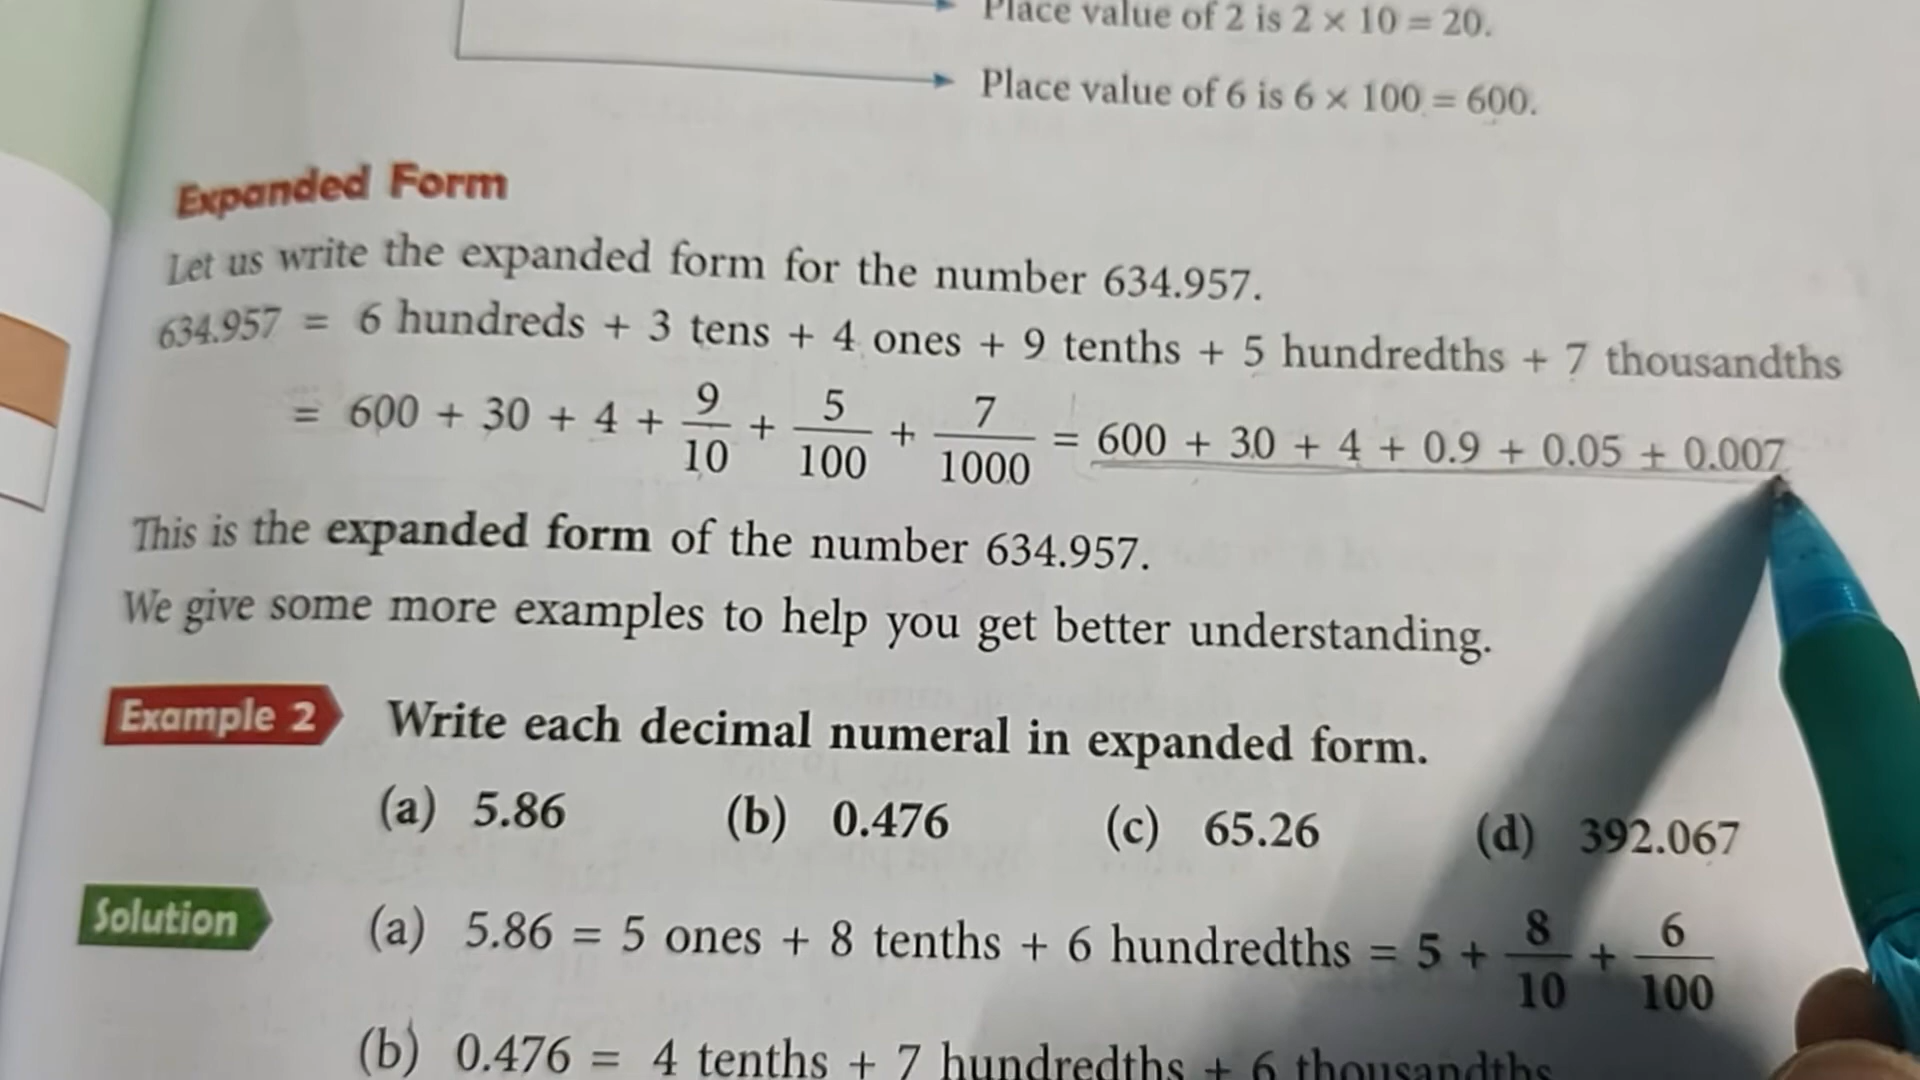 Place value of 2 is 2 × 10 = 20.
Place value of 6 is 6 × 100 = 600.
Expanded Form
Let us write the expanded form for the number 634.957.
634.957 = 6 hundreds + 3 tens + 4 ones + 9 tenths + 5 hundredths + 7 thousandths
= 600 + 30 + 4 + 9/10 + 5/100 + 7/1000 = 600 + 30 + 4 + 0.9 + 0.05 + 0.007
This is the expanded form of the number 634.957.
We give some more examples to help you get better understanding.
Example 2 Write each decimal numeral in expanded form.
(a) 5.86 (b) 0.476 (c) 65.26 (d) 392.067
Solution (a) 5.86 = 5 ones + 8 tenths + 6 hundredths = 5 + 8/10 + 6/100
(b) 0.476 = 4 tenths + 7 hundredths + 6 thousandths